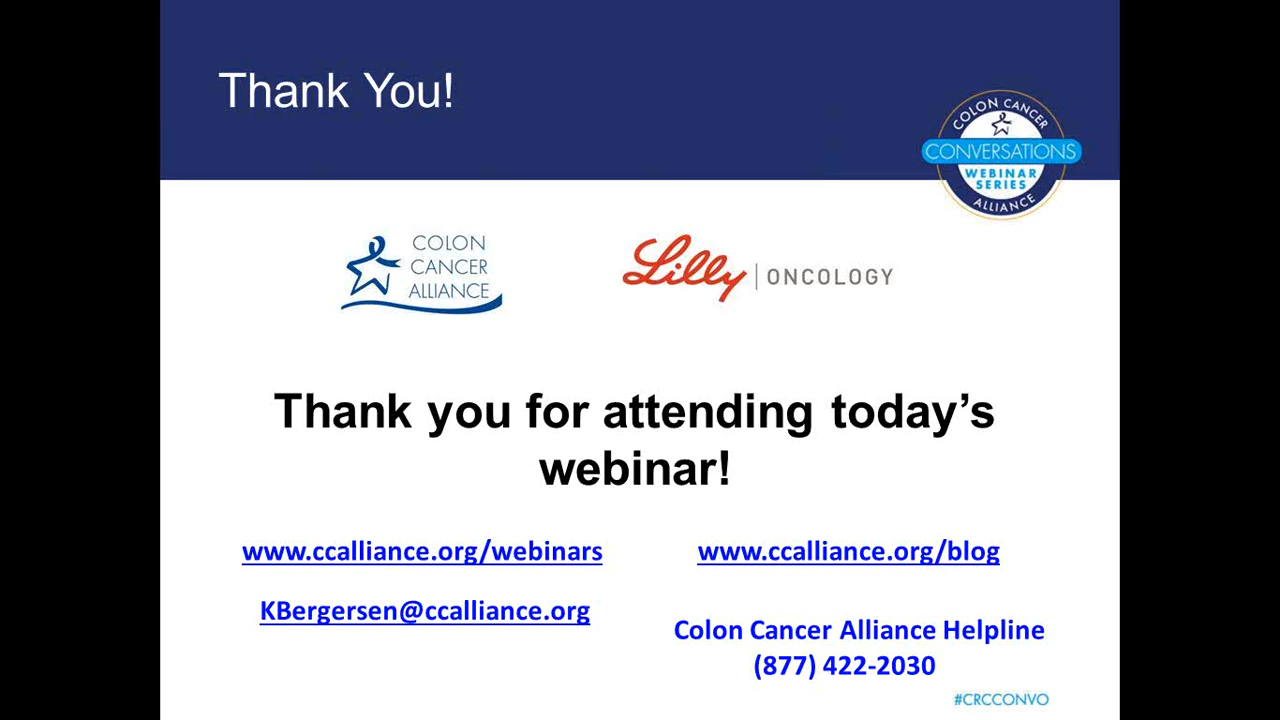 Thank You!
COLON CANCER
CONVERSATIONS
WEBINAR
SERIES
ALLIANCE
COLON
CANCER
ALLIANCE
Lilly | ONCOLOGY
Thank you for attending today’s
webinar!
www.ccalliance.org/webinars
www.ccalliance.org/blog
KBergersen@ccalliance.org
Colon Cancer Alliance Helpline
(877) 422-2030
#CRCCONVO